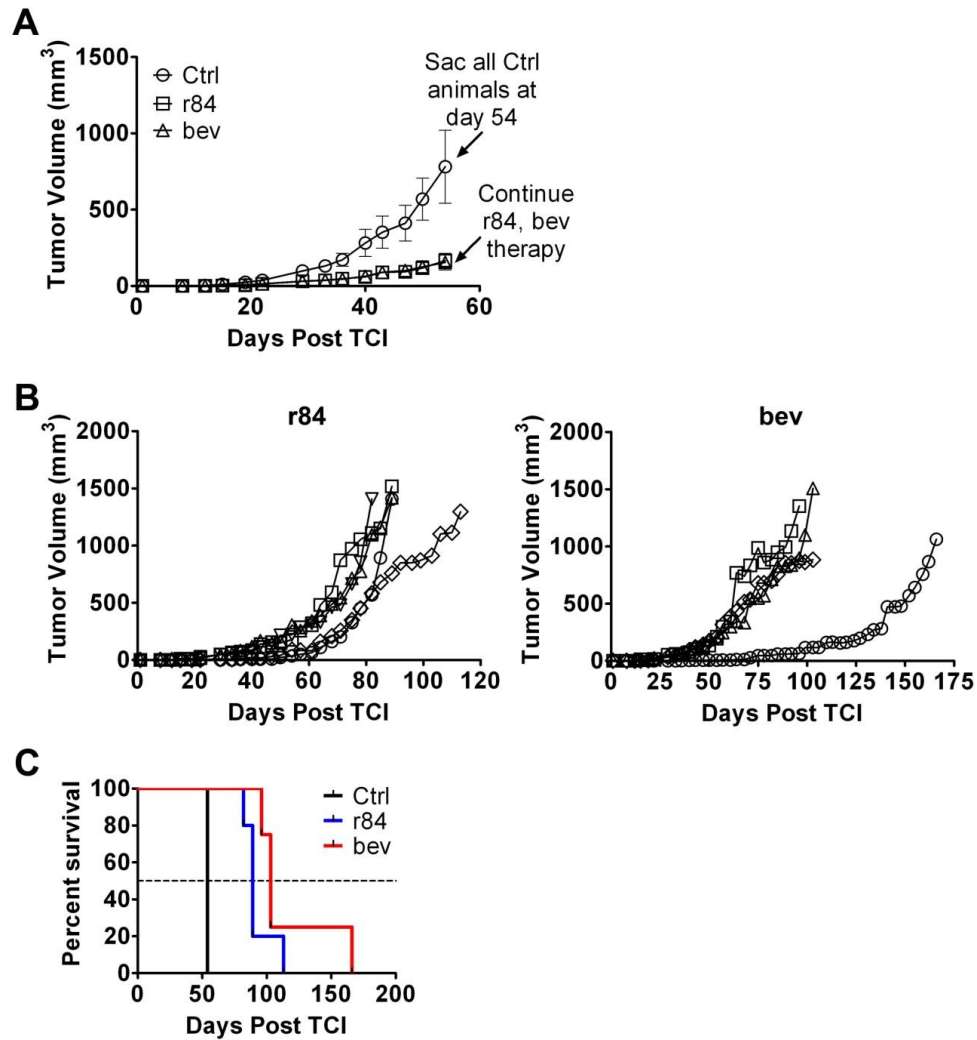 A
Tumor Volume (mm³)
1500
1000
500
0
Ctrl
r84
bev
Sac all Ctrl
animals at
day 54
Continue
r84, bev
therapy
0 20 40 60
Days Post TCI
B
r84
Tumor Volume (mm³)
2000
1500
1000
500
0
0 20 40 60 80 100 120
Days Post TCI
bev
Tumor Volume (mm³)
2000
1500
1000
500
0
0 25 50 75 100 125 150 175
Days Post TCI
C
Percent survival
100
80
60
40
20
0
Ctrl
r84
bev
0 50 100 150 200
Days Post TCI